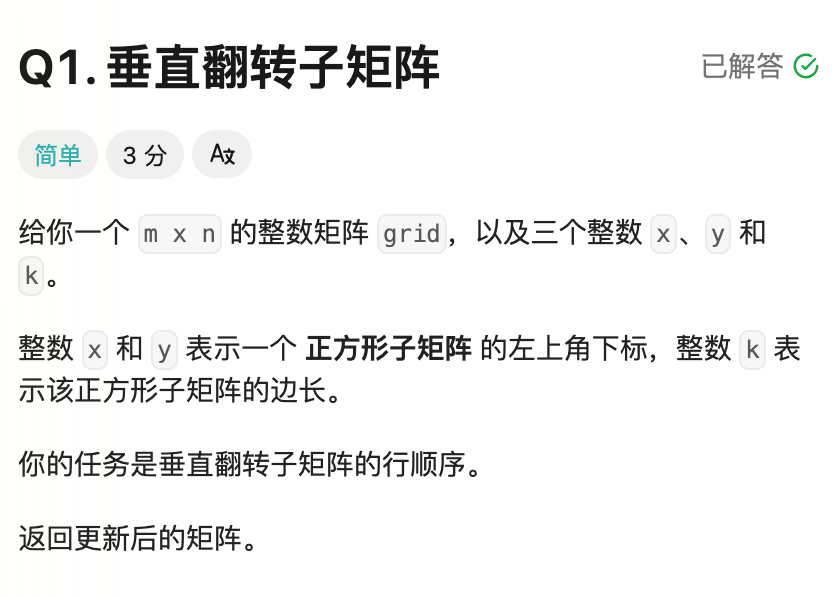 Q1. 垂直翻转子矩阵
已解答
简单
3 分
给你一个 m x n 的整数矩阵 grid，以及三个整数 x、y 和
k。
整数 x 和 y 表示一个 正方形子矩阵 的左上角下标，整数 k 表
示该正方形子矩阵的边长。
你的任务是垂直翻转子矩阵的行顺序。
返回更新后的矩阵。